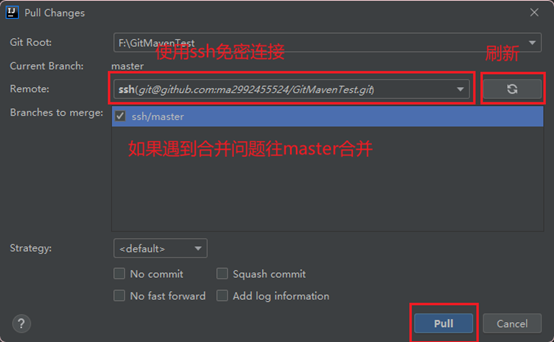 Pull Changes
Git Root: F:\GitMavenTest
使用ssh免密连接
刷新
Current Branch: master
Remote: ssh(git@github.com:ma2992455524/GitMavenTest.git)
Branches to merge: ssh/master
如果遇到合并问题往master合并
Strategy: <default>
No commit Squash commit
No fast forward Add log information
? Pull Cancel